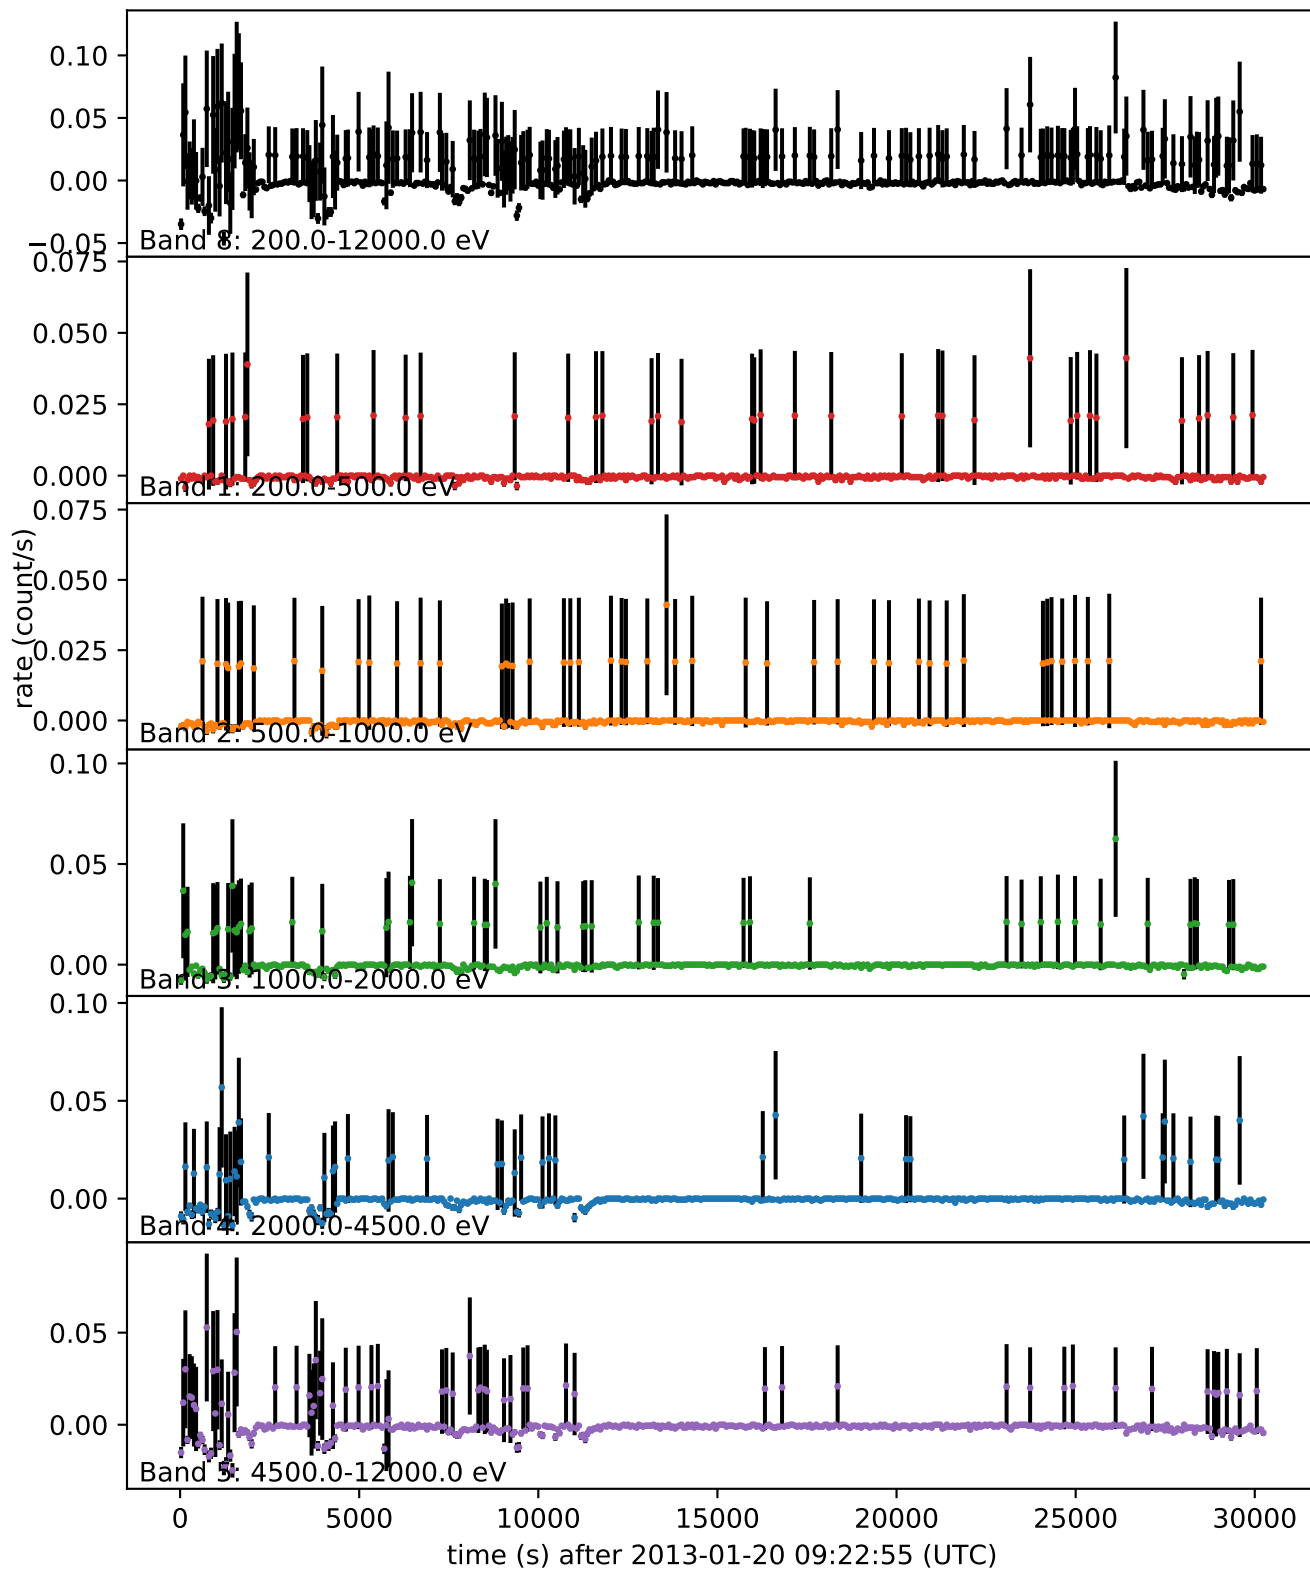 0.10
0.05
0.00
−0.05
Band 8: 200.0-12000.0 eV
0.075
0.050
0.025
0.000
Band 1: 200.0-500.0 eV
0.075
0.050
0.025
0.000
Band 2: 500.0-1000.0 eV
rate (count/s)
0.10
0.05
0.00
Band 3: 1000.0-2000.0 eV
0.10
0.05
0.00
Band 4: 2000.0-4500.0 eV
0.05
0.00
Band 5: 4500.0-12000.0 eV
0 5000 10000 15000 20000 25000 30000
time (s) after 2013-01-20 09:22:55 (UTC)